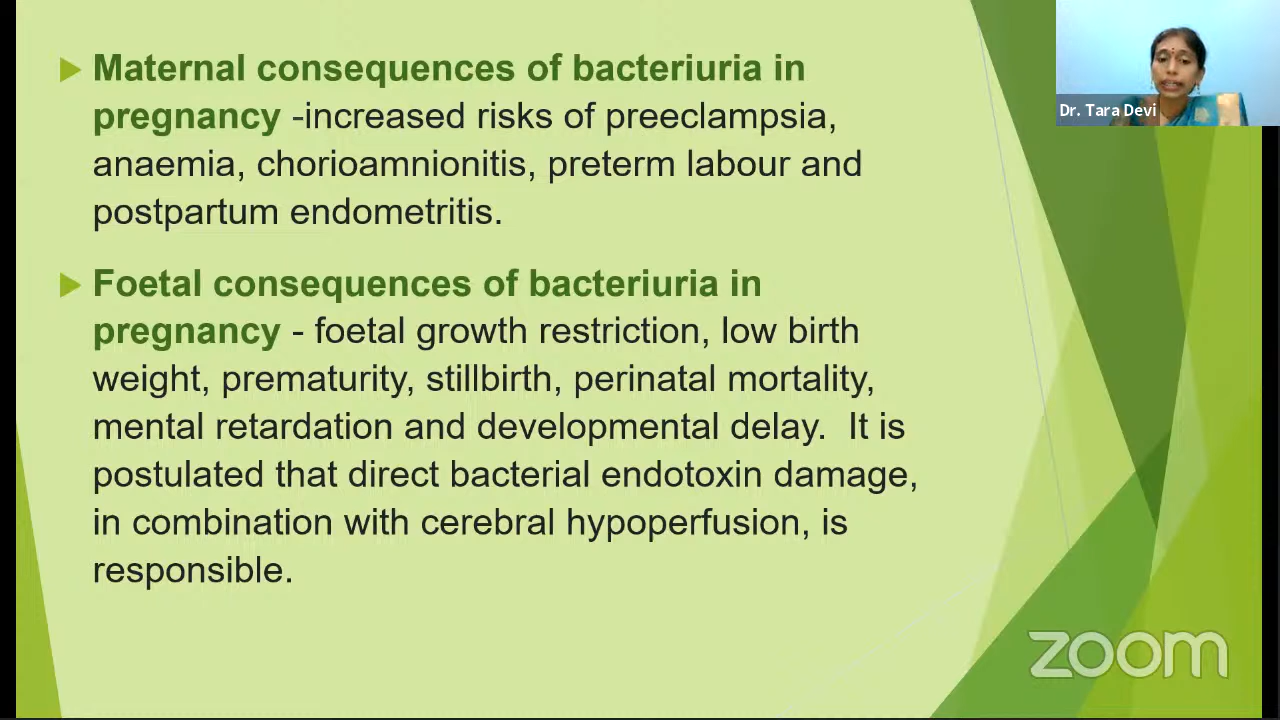 Maternal consequences of bacteriuria in
pregnancy -increased risks of preeclampsia,
anaemia, chorioamnionitis, preterm labour and
postpartum endometritis.
Foetal consequences of bacteriuria in
pregnancy - foetal growth restriction, low birth
weight, prematurity, stillbirth, perinatal mortality,
mental retardation and developmental delay.  It is
postulated that direct bacterial endotoxin damage,
in combination with cerebral hypoperfusion, is
responsible.
Dr. Tara Devi
zoom